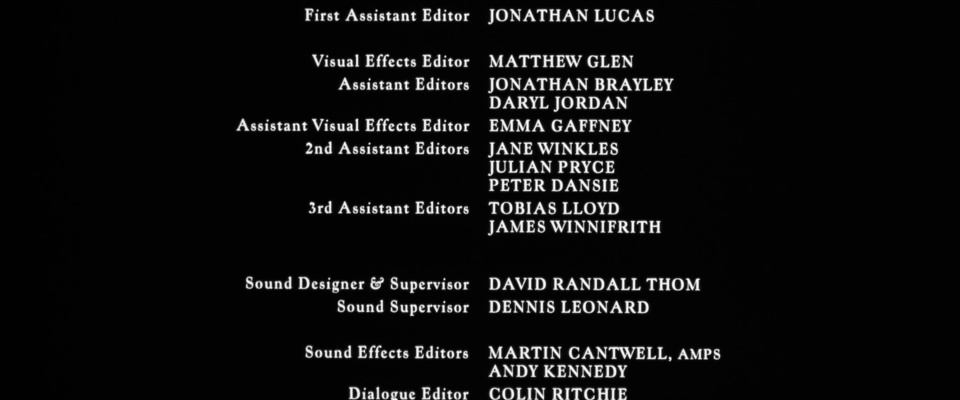 First Assistant Editor JONATHAN LUCAS
Visual Effects Editor MATTHEW GLEN
Assistant Editors JONATHAN BRAYLEY
DARYL JORDAN
Assistant Visual Effects Editor EMMA GAFFNEY
2nd Assistant Editors JANE WINKLES
JULIAN PRYCE
PETER DANSIE
3rd Assistant Editors TOBIAS LLOYD
JAMES WINNIFRITH
Sound Designer & Supervisor DAVID RANDALL THOM
Sound Supervisor DENNIS LEONARD
Sound Effects Editors MARTIN CANTWELL, AMPS
ANDY KENNEDY
Dialogue Editor COLIN RITCHIE